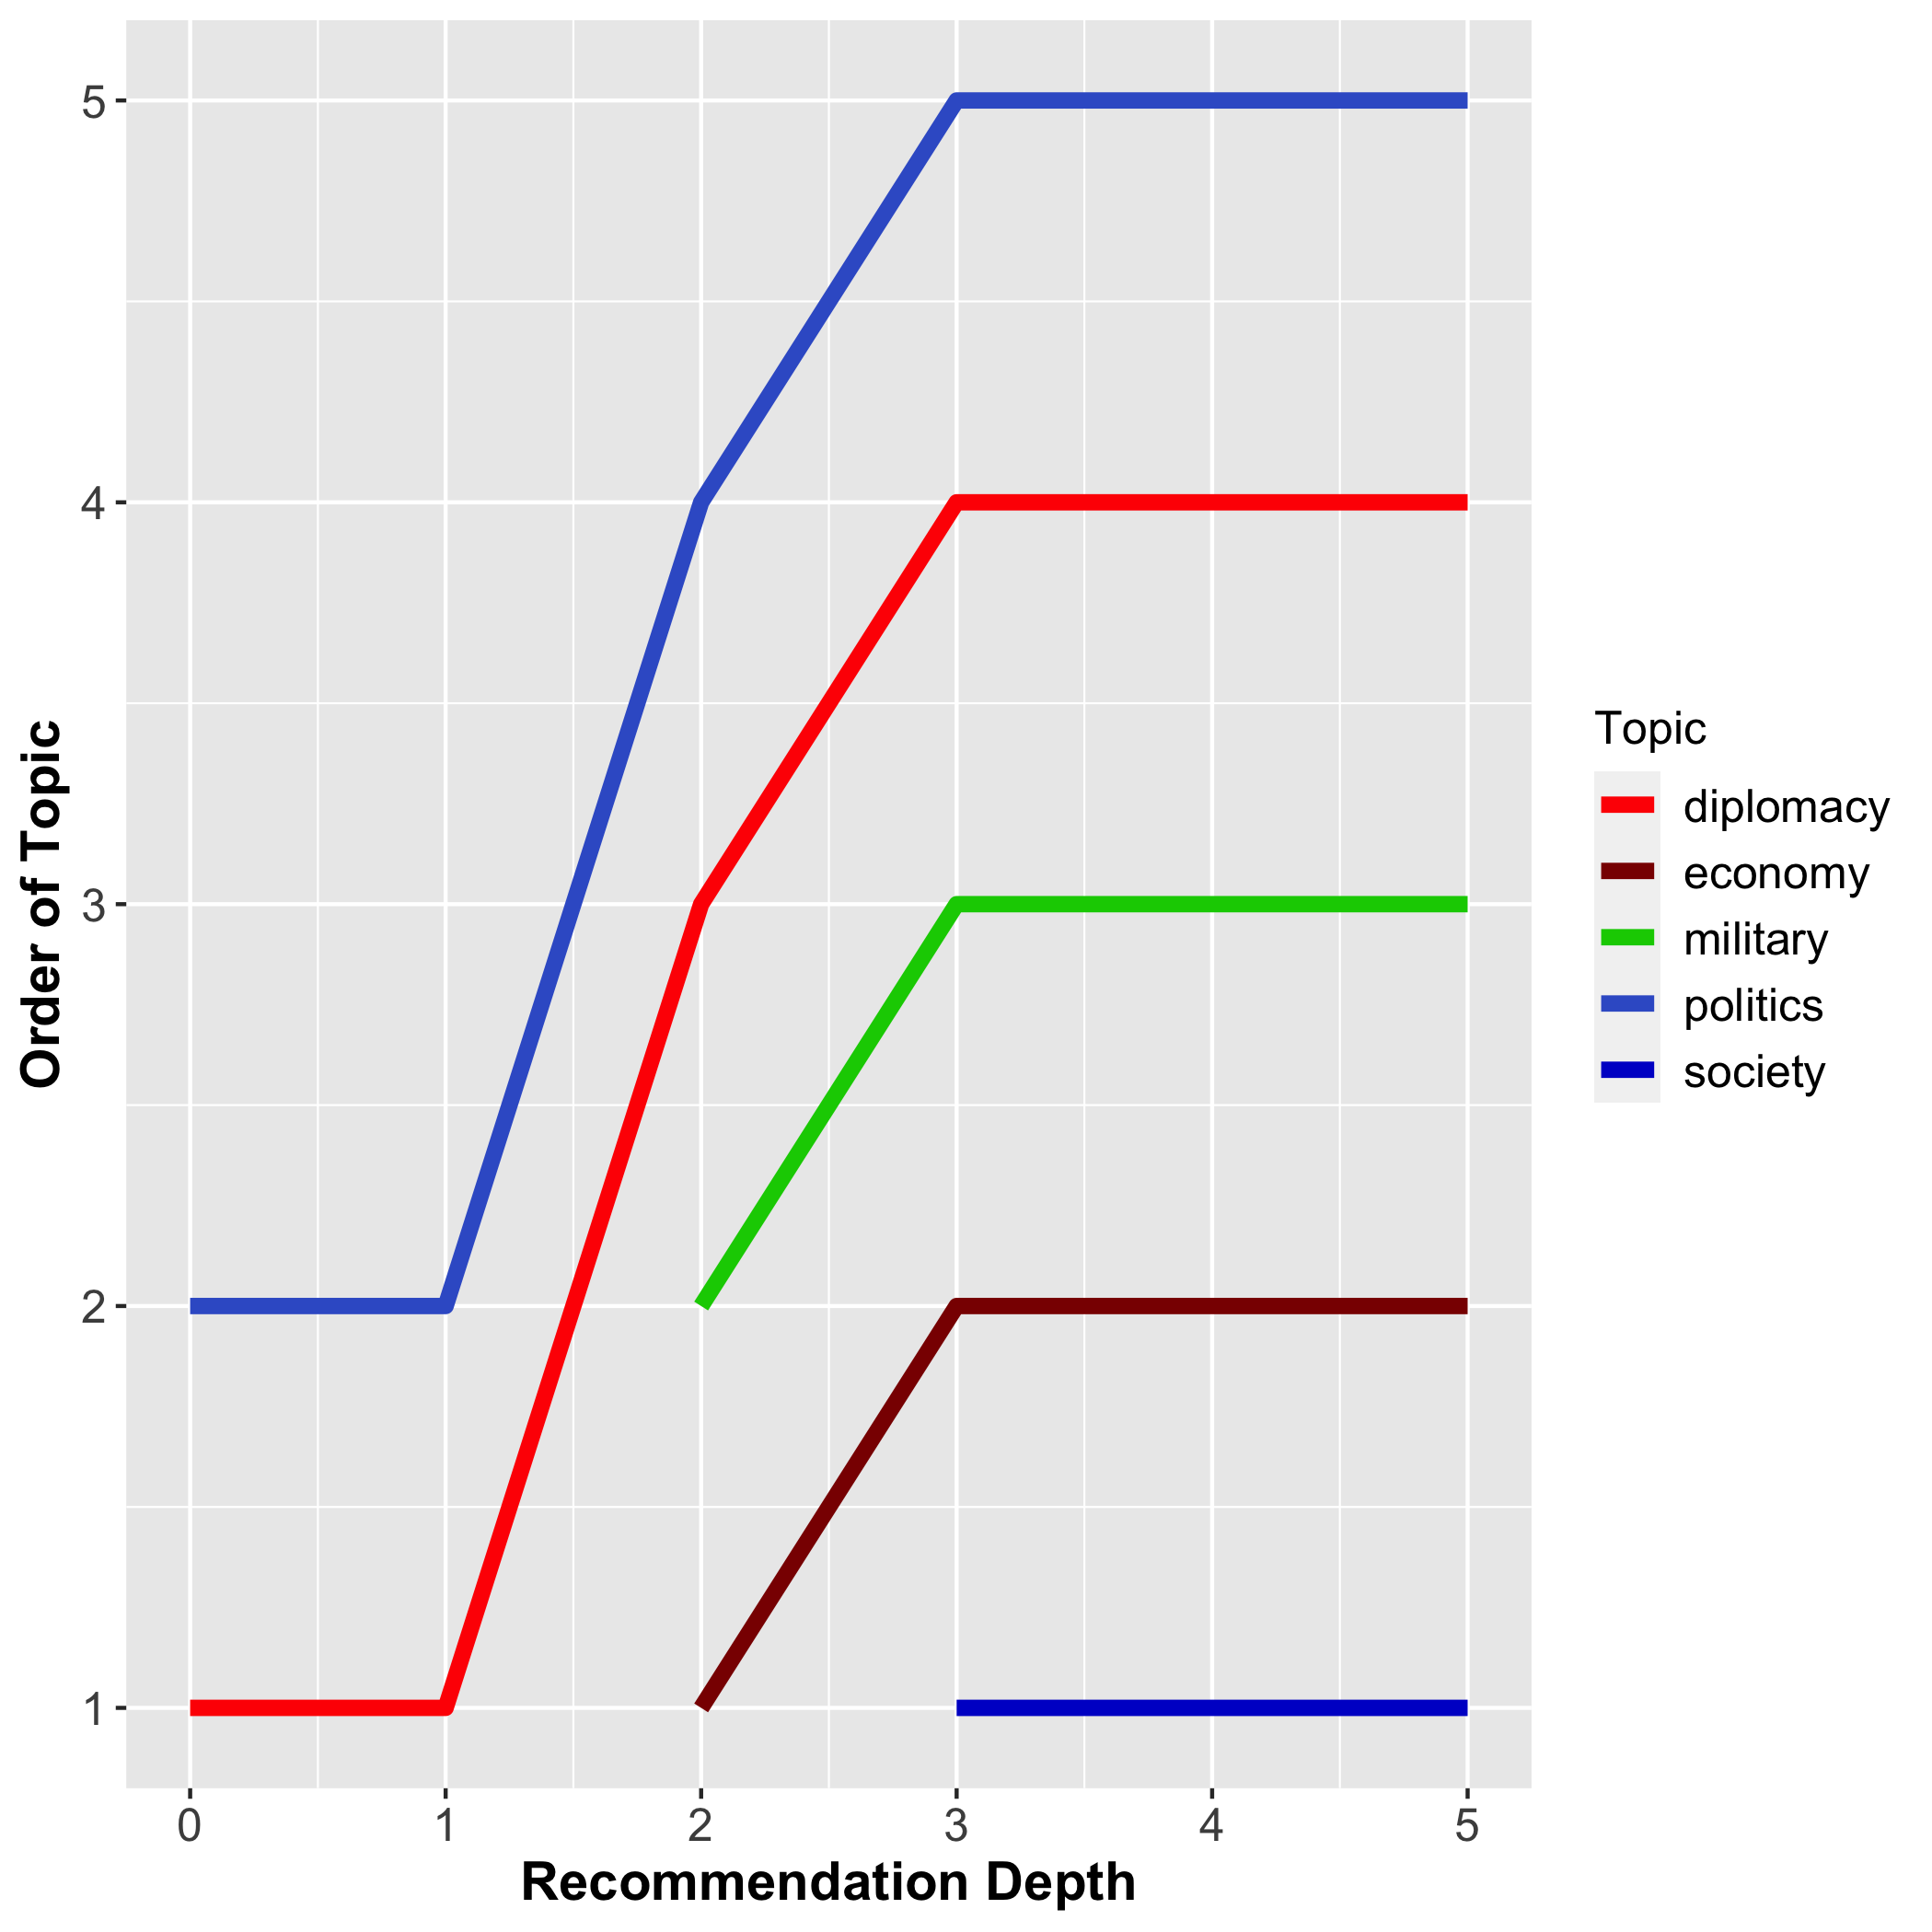 5
4
3
2
1
Order of Topic
0 1 2 3 4 5
Recommendation Depth
Topic
diplomacy
economy
military
politics
society